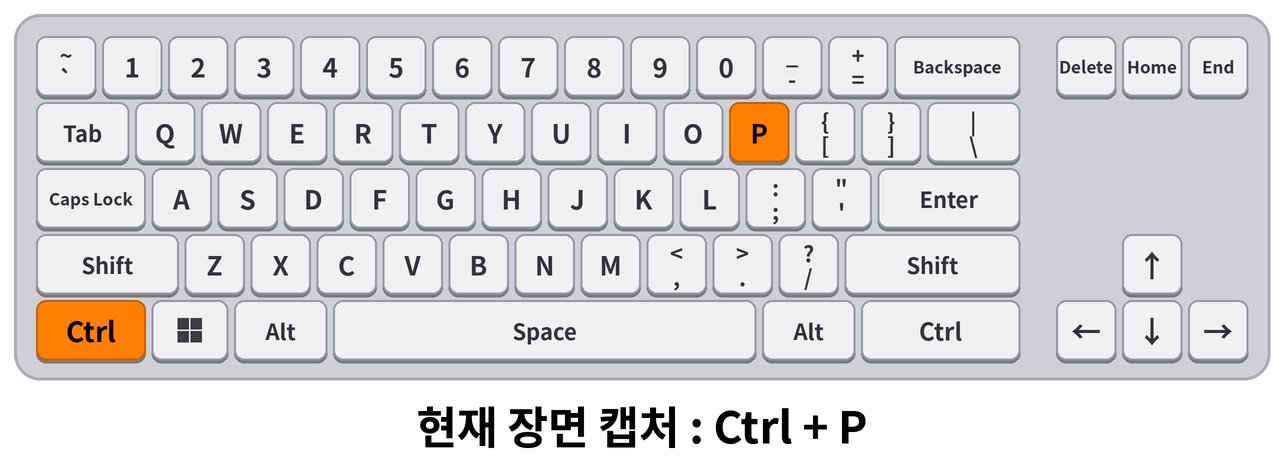 ~ 
` 1 2 3 4 5 6 7 8 9 0 _ + Backspace Delete Home End
- =
Tab Q W E R T Y U I O P { } |
[ ] \
Caps Lock A S D F G H J K L : " Enter
; '
Shift Z X C V B N M < > ? Shift ↑
, . /
Ctrl Alt Space Alt Ctrl ← ↓ →
현재 장면 캡처 : Ctrl + P